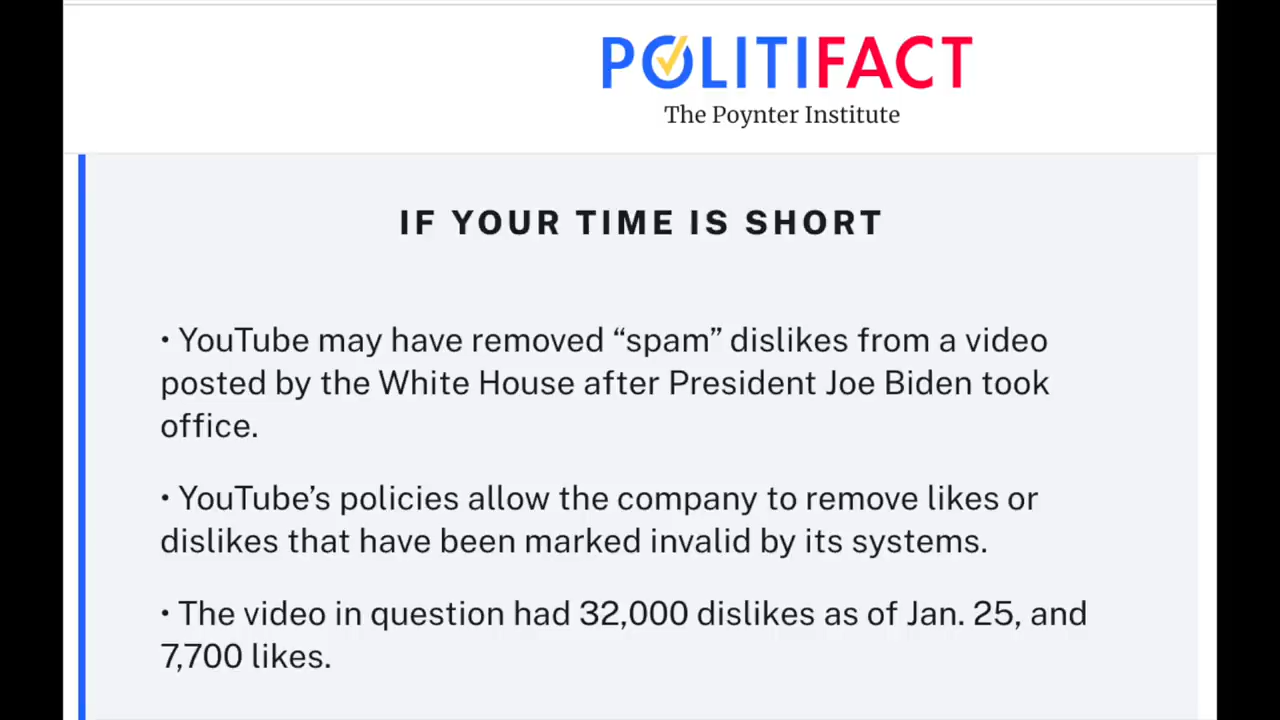 POLITIFACT
The Poynter Institute
IF YOUR TIME IS SHORT
• YouTube may have removed “spam” dislikes from a video
posted by the White House after President Joe Biden took
office.
• YouTube’s policies allow the company to remove likes or
dislikes that have been marked invalid by its systems.
• The video in question had 32,000 dislikes as of Jan. 25, and
7,700 likes.